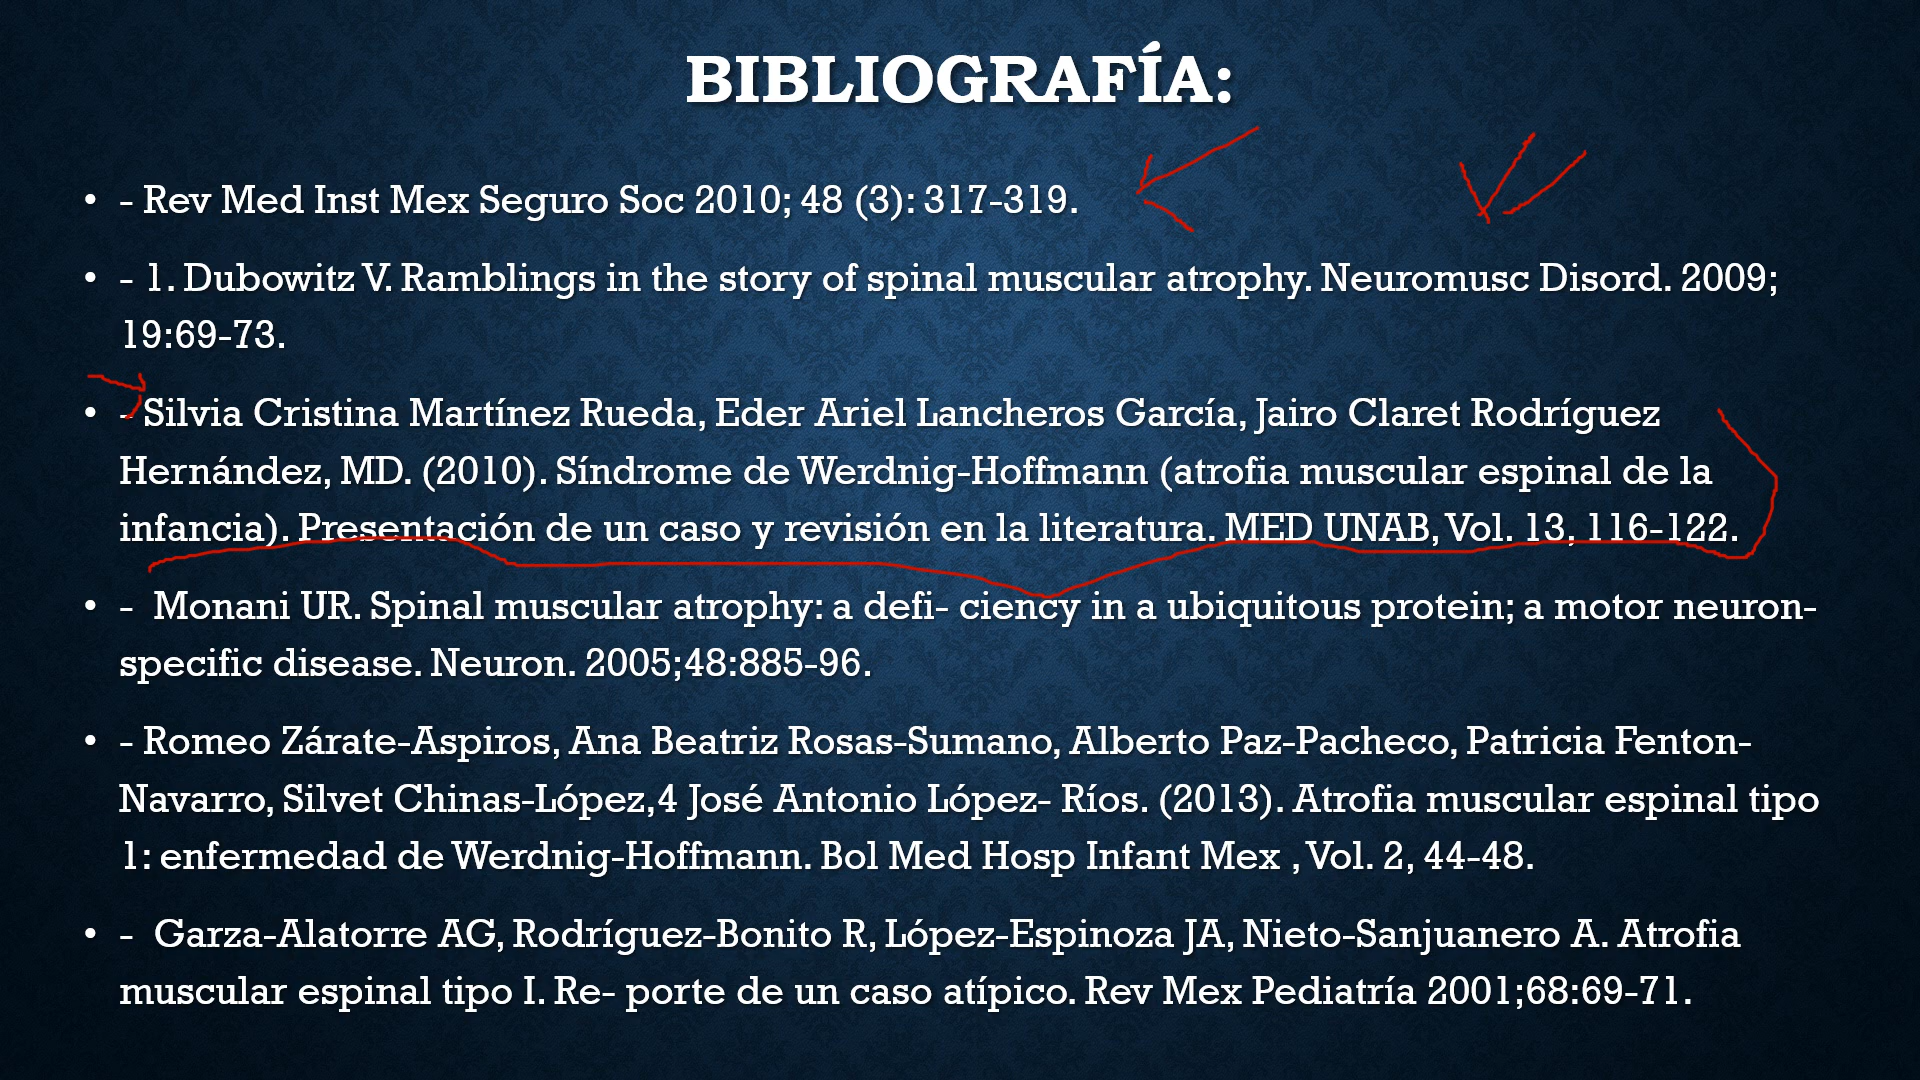 BIBLIOGRAFÍA:
• - Rev Med Inst Mex Seguro Soc 2010; 48 (3): 317-319.
• - 1. Dubowitz V. Ramblings in the story of spinal muscular atrophy. Neuromusc Disord. 2009;
19:69-73.
• - Silvia Cristina Martínez Rueda, Eder Ariel Lancheros García, Jairo Claret Rodríguez
Hernández, MD. (2010). Síndrome de Werdnig-Hoffmann (atrofia muscular espinal de la
infancia). Presentación de un caso y revisión en la literatura. MED UNAB, Vol. 13, 116-122.
• - Monani UR. Spinal muscular atrophy: a defi- ciency in a ubiquitous protein; a motor neuron-
specific disease. Neuron. 2005;48:885-96.
• - Romeo Zárate-Aspiros, Ana Beatriz Rosas-Sumano, Alberto Paz-Pacheco, Patricia Fenton-
Navarro, Silvet Chinas-López,4 José Antonio López- Ríos. (2013). Atrofia muscular espinal tipo
1: enfermedad de Werdnig-Hoffmann. Bol Med Hosp Infant Mex , Vol. 2, 44-48.
• - Garza-Alatorre AG, Rodríguez-Bonito R, López-Espinoza JA, Nieto-Sanjuanero A. Atrofia
muscular espinal tipo I. Re- porte de un caso atípico. Rev Mex Pediatría 2001;68:69-71.